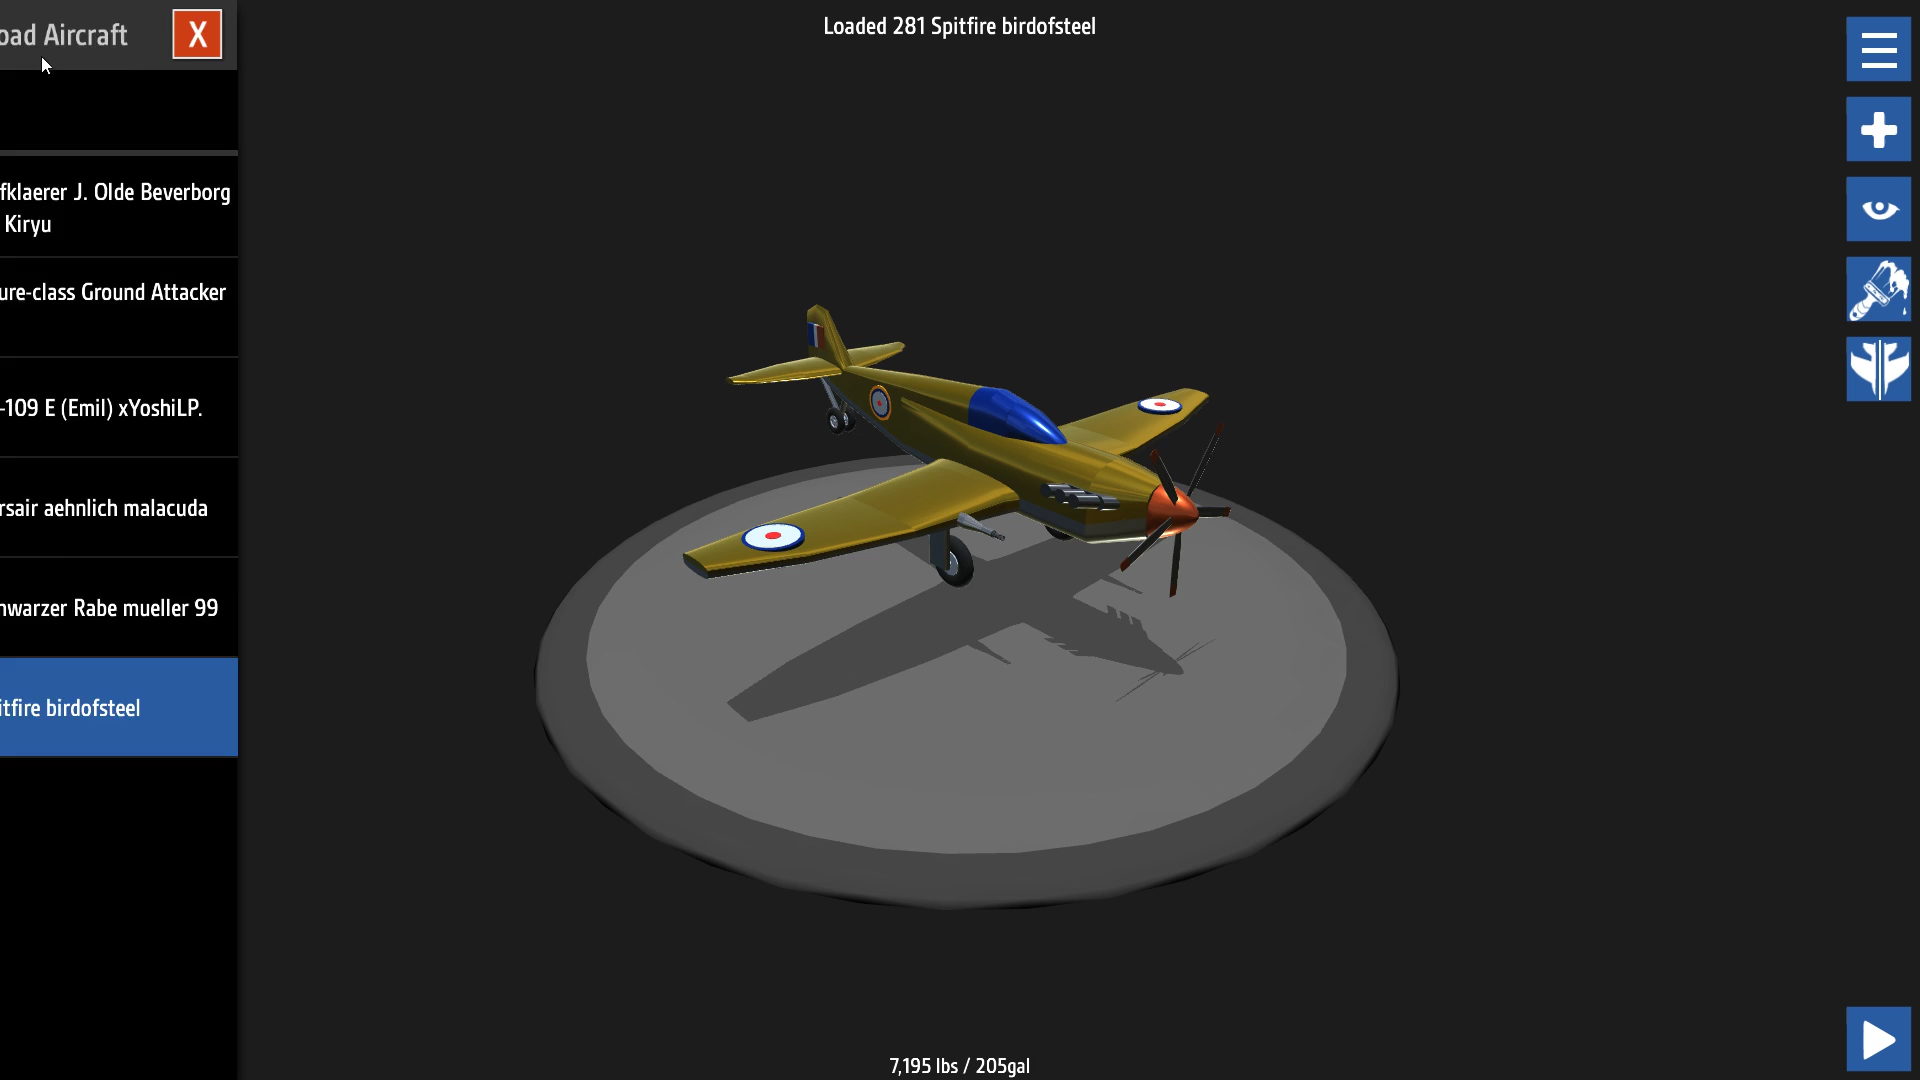 oad Aircraft
X
Loaded 281 Spitfire birdofsteel
fklaerer J. Olde Beverborg
Kiryu
ure-class Ground Attacker
-109 E (Emil) xYoshiLP.
rsair aehnlich malacuda
hwarzer Rabe mueller 99
itfire birdofsteel
7,195 lbs / 205gal